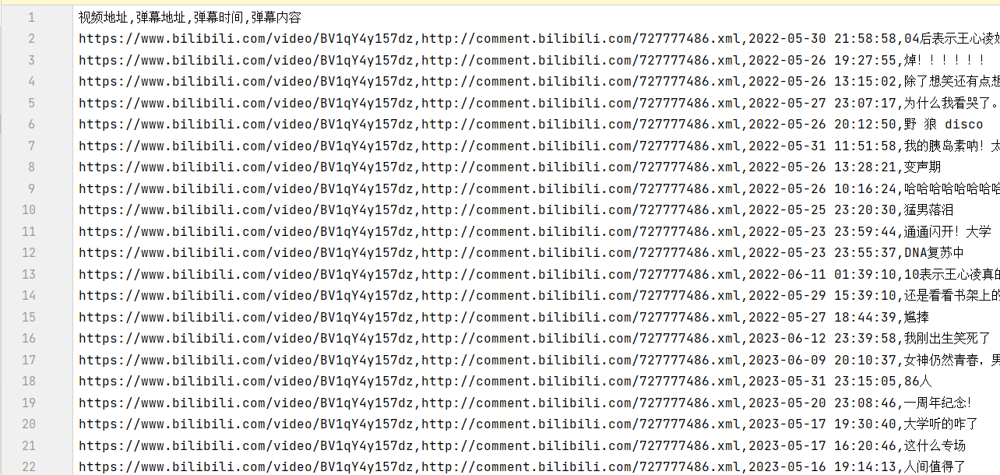 1 视频地址,弹幕地址,弹幕时间,弹幕内容
2 https://www.bilibili.com/video/BV1qY4y157dz,http://comment.bilibili.com/727777486.xml,2022-05-30 21:58:58,04后表示王心凌
3 https://www.bilibili.com/video/BV1qY4y157dz,http://comment.bilibili.com/727777486.xml,2022-05-26 19:27:55,焯！！！！！！
4 https://www.bilibili.com/video/BV1qY4y157dz,http://comment.bilibili.com/727777486.xml,2022-05-26 13:15:02,除了想笑还有点想
5 https://www.bilibili.com/video/BV1qY4y157dz,http://comment.bilibili.com/727777486.xml,2022-05-27 23:07:17,为什么我看哭了。
6 https://www.bilibili.com/video/BV1qY4y157dz,http://comment.bilibili.com/727777486.xml,2022-05-26 20:12:50,野 狼 disco
7 https://www.bilibili.com/video/BV1qY4y157dz,http://comment.bilibili.com/727777486.xml,2022-05-31 11:51:58,我的胰岛素呐！太
8 https://www.bilibili.com/video/BV1qY4y157dz,http://comment.bilibili.com/727777486.xml,2022-05-26 13:28:21,变声期
9 https://www.bilibili.com/video/BV1qY4y157dz,http://comment.bilibili.com/727777486.xml,2022-05-26 10:16:24,哈哈哈哈哈哈哈哈
10 https://www.bilibili.com/video/BV1qY4y157dz,http://comment.bilibili.com/727777486.xml,2022-05-25 23:20:30,猛男落泪
11 https://www.bilibili.com/video/BV1qY4y157dz,http://comment.bilibili.com/727777486.xml,2022-05-23 23:59:44,通通闪开！大学
12 https://www.bilibili.com/video/BV1qY4y157dz,http://comment.bilibili.com/727777486.xml,2022-05-23 23:55:37,DNA复苏中
13 https://www.bilibili.com/video/BV1qY4y157dz,http://comment.bilibili.com/727777486.xml,2022-06-11 01:39:10,10表示王心凌真的
14 https://www.bilibili.com/video/BV1qY4y157dz,http://comment.bilibili.com/727777486.xml,2022-05-29 15:39:10,还是看看书架上的
15 https://www.bilibili.com/video/BV1qY4y157dz,http://comment.bilibili.com/727777486.xml,2022-05-27 18:44:39,尴捧
16 https://www.bilibili.com/video/BV1qY4y157dz,http://comment.bilibili.com/727777486.xml,2023-06-12 23:39:58,我刚出生笑死了
17 https://www.bilibili.com/video/BV1qY4y157dz,http://comment.bilibili.com/727777486.xml,2023-06-09 20:10:37,女神仍然青春，男
18 https://www.bilibili.com/video/BV1qY4y157dz,http://comment.bilibili.com/727777486.xml,2023-05-31 23:15:05,86人
19 https://www.bilibili.com/video/BV1qY4y157dz,http://comment.bilibili.com/727777486.xml,2023-05-20 23:08:46,一周年纪念！
20 https://www.bilibili.com/video/BV1qY4y157dz,http://comment.bilibili.com/727777486.xml,2023-05-17 19:30:40,大学听的咋了
21 https://www.bilibili.com/video/BV1qY4y157dz,http://comment.bilibili.com/727777486.xml,2023-05-17 16:20:46,这什么专场
22 https://www.bilibili.com/video/BV1qY4y157dz,http://comment.bilibili.com/727777486.xml,2023-05-16 19:14:13,人间值得了